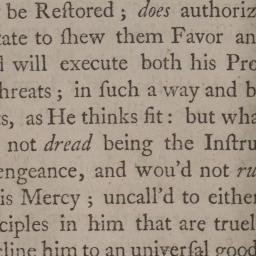 be Reſtored; does authoriz
tate to ſhew them Favor an
will execute both his Pro
hreats; in ſuch a way and b
s, as He thinks fit: but wha
not dread being the Inſtru
engeance, and wou'd not ru
is Mercy; uncall'd to either
ciples in him that are truel
cline him to an univerſal good